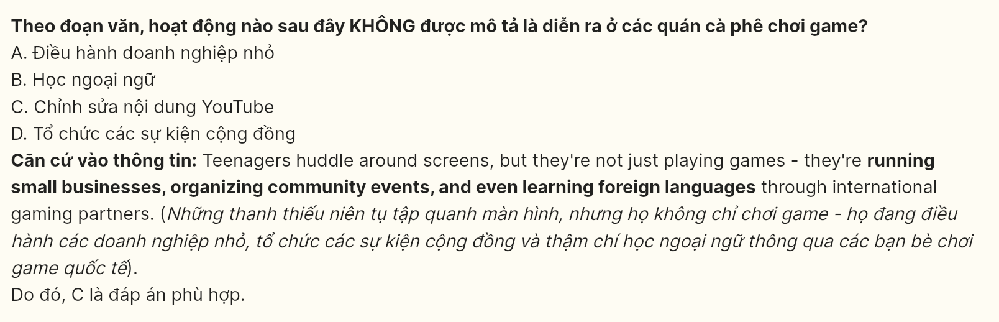 Theo đoạn văn, hoạt động nào sau đây KHÔNG được mô tả là diễn ra ở các quán cà phê chơi game?
A. Điều hành doanh nghiệp nhỏ
B. Học ngoại ngữ
C. Chỉnh sửa nội dung YouTube
D. Tổ chức các sự kiện cộng đồng
Căn cứ vào thông tin: Teenagers huddle around screens, but they're not just playing games - they're running
small businesses, organizing community events, and even learning foreign languages through international
gaming partners. (Những thanh thiếu niên tụ tập quanh màn hình, nhưng họ không chỉ chơi game - họ đang điều
hành các doanh nghiệp nhỏ, tổ chức các sự kiện cộng đồng và thậm chí học ngoại ngữ thông qua các bạn bè chơi
game quốc tế).
Do đó, C là đáp án phù hợp.